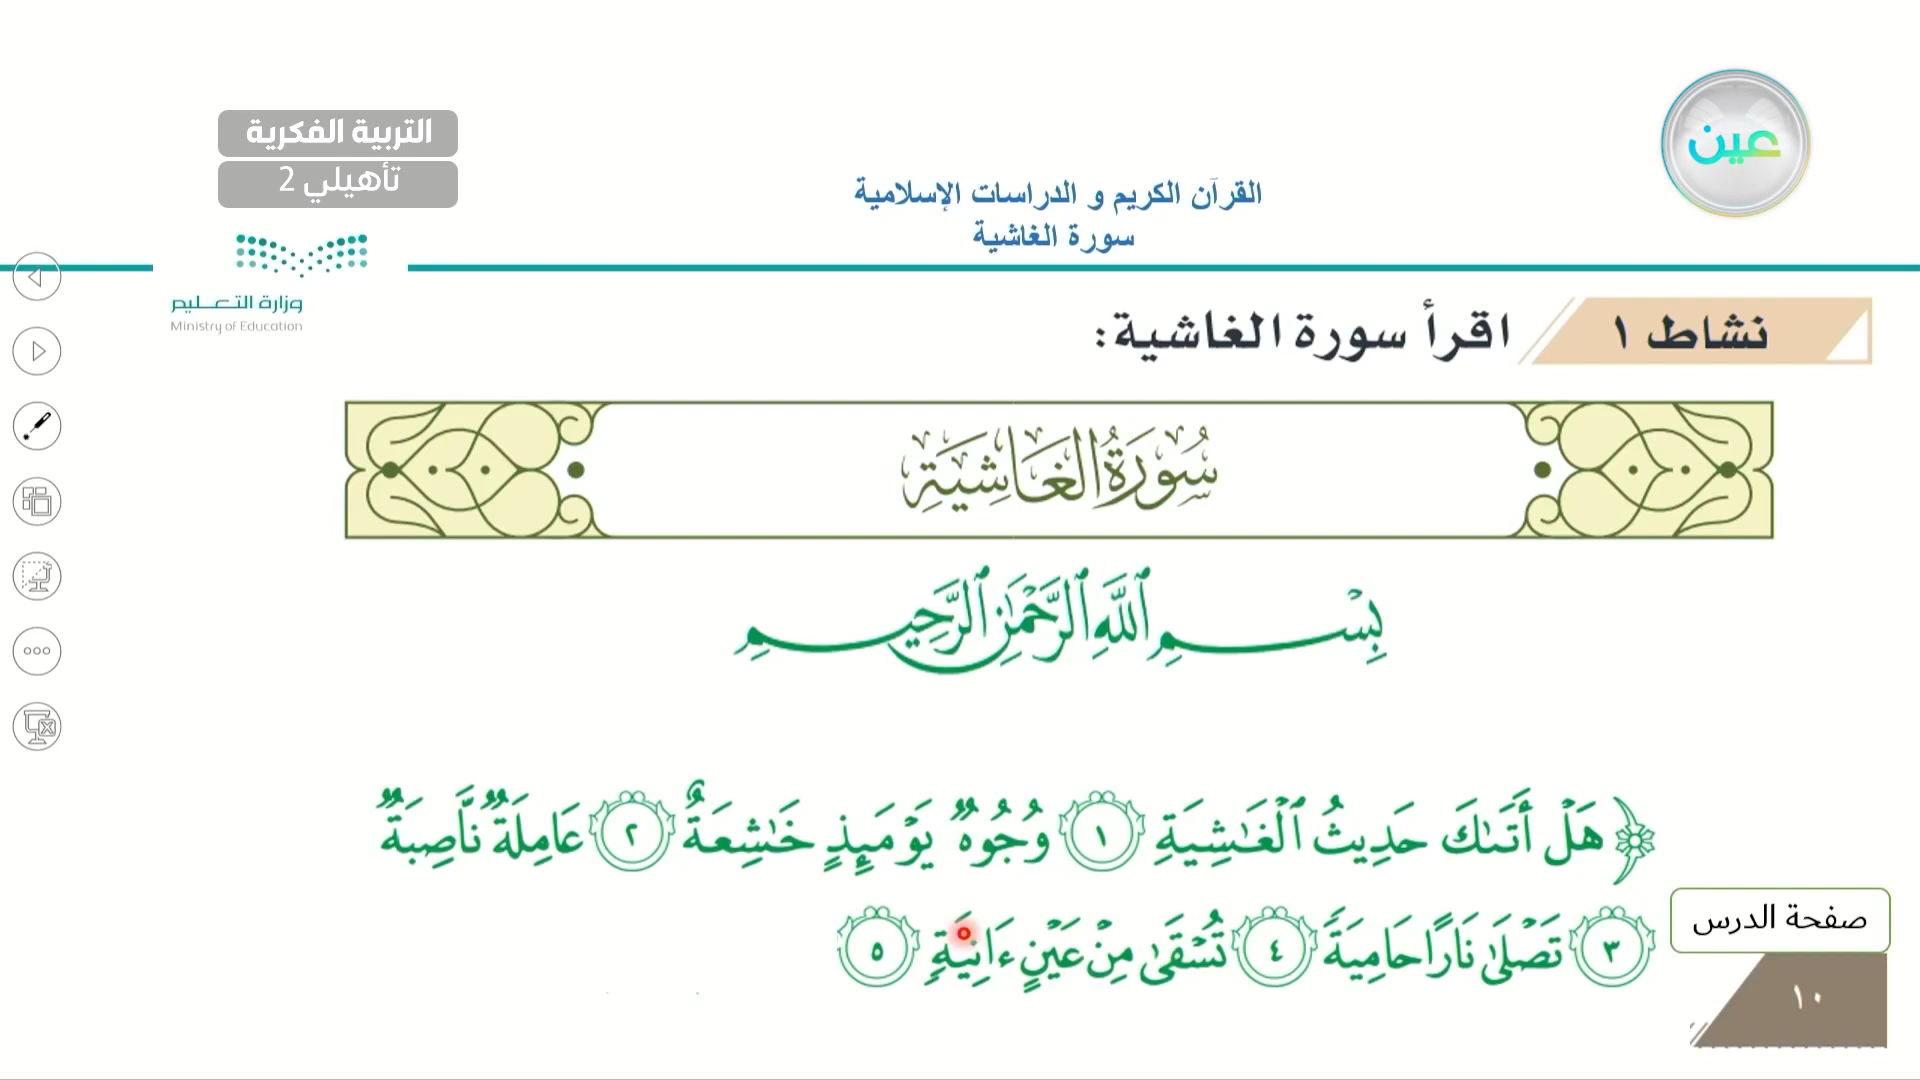 عين
التربية الفكرية
تأهيلي 2
القرآن الكريم و الدراسات الإسلامية
سورة الغاشية
وزارة التعليم
Ministry of Education
نشاط ١ اقرأ سورة الغاشية:
سُورَةُ الغَاشِيَةِ
بِسْمِ ٱللَّهِ ٱلرَّحْمَٰنِ ٱلرَّحِيمِ
﴿هَلْ أَتَىٰكَ حَدِيثُ ٱلْغَٰشِيَةِ ١ وُجُوهٌ يَوْمَئِذٍ خَٰشِعَةٌ ٢ عَامِلَةٌ نَّاصِبَةٌ
٣ تَصْلَىٰ نَارًا حَامِيَةً ٤ تُسْقَىٰ مِنْ عَيْنٍ ءَانِيَةٍ ٥
صفحة الدرس
١٠